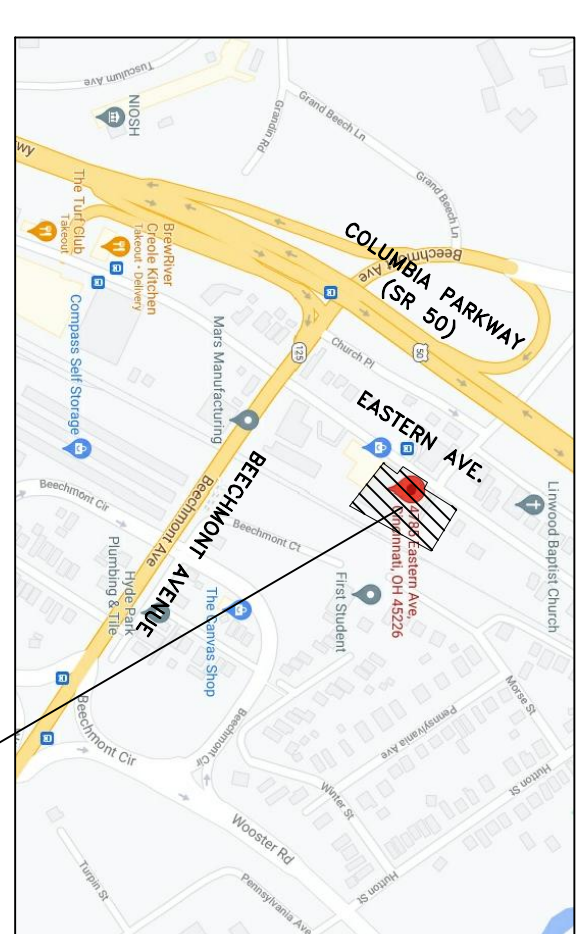 Tusculum Ave
NIOSH
Grandin Rd
Grand Beech Ln
Grand Beech Ln
wy
The Turf Club
Takeout
BrewRiver
Creole Kitchen
Takeout • Delivery
Beechmont Ave
COLUMBIA PARKWAY
(SR 50)
Compass Self Storage
Mars Manufacturing
125
Church Pl
50
EASTERN AVE.
Linwood Baptist Church
4785 Eastern Ave,
Cincinnati, OH 45226
BEECHMONT AVENUE
Beechmont Ave
Beechmont Cir
Beechmont Ct
Hyde Park
Plumbing & Tile
The Canvas Shop
First Student
Morse St
Pennsylvania Ave
Hutton St
Beechmont Cir
Beechmont Cir
Winter St
Wooster Rd
Hutton St
Turpin St
Pennsylvania Ave